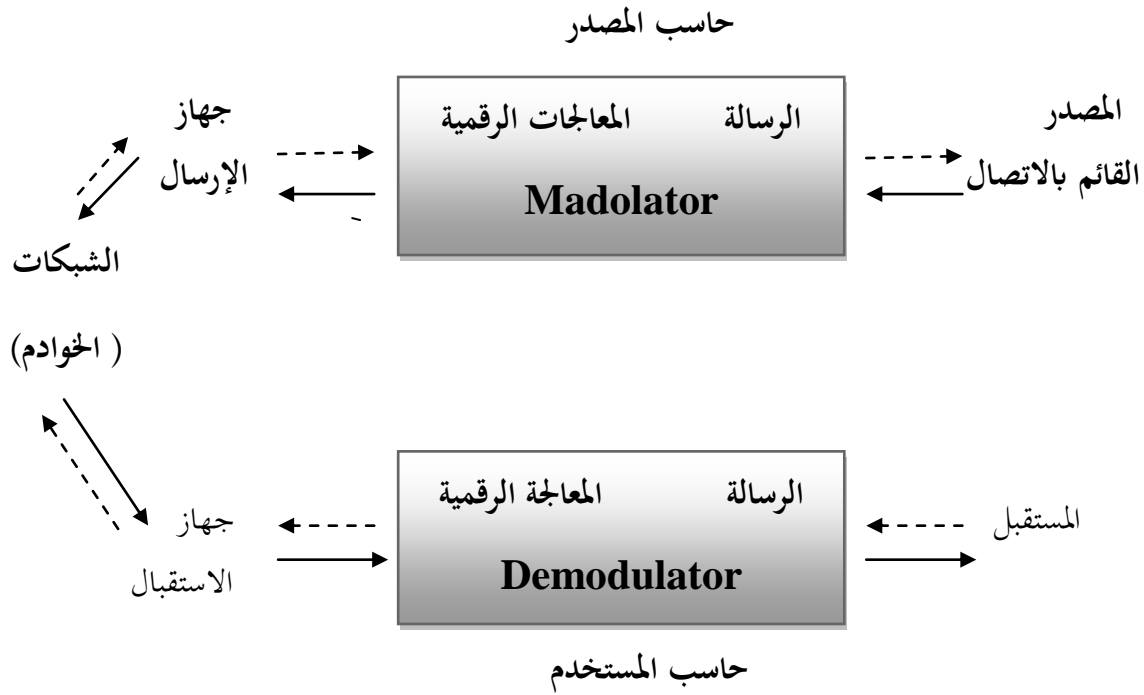 حاسب المصدر
المصدر
القائم بالاتصال
الرسالة المعالجات الرقمية
Madolator
جهاز
الإرسال
الشبكات
( الخوادم)
جهاز
الاستقبال
الرسالة المعالجة الرقمية
Demodulator
المستقبل
حاسب المستخدم